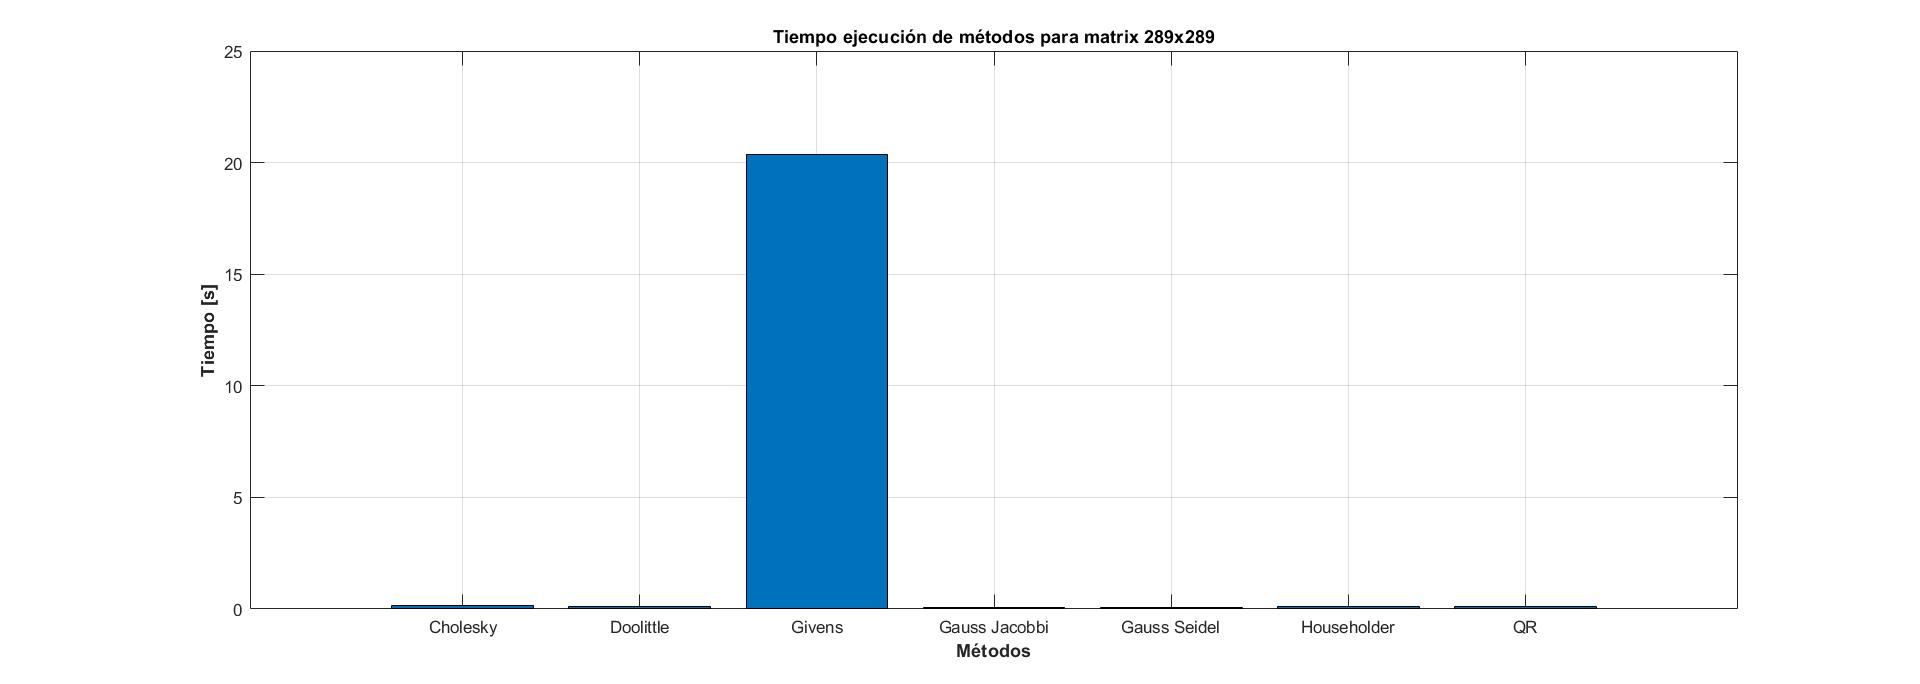 Tiempo ejecución de métodos para matrix 289x289
25
20
15
10
5
0
Tiempo [s]
Cholesky Doolittle Givens Gauss Jacobbi Gauss Seidel Householder QR
Métodos